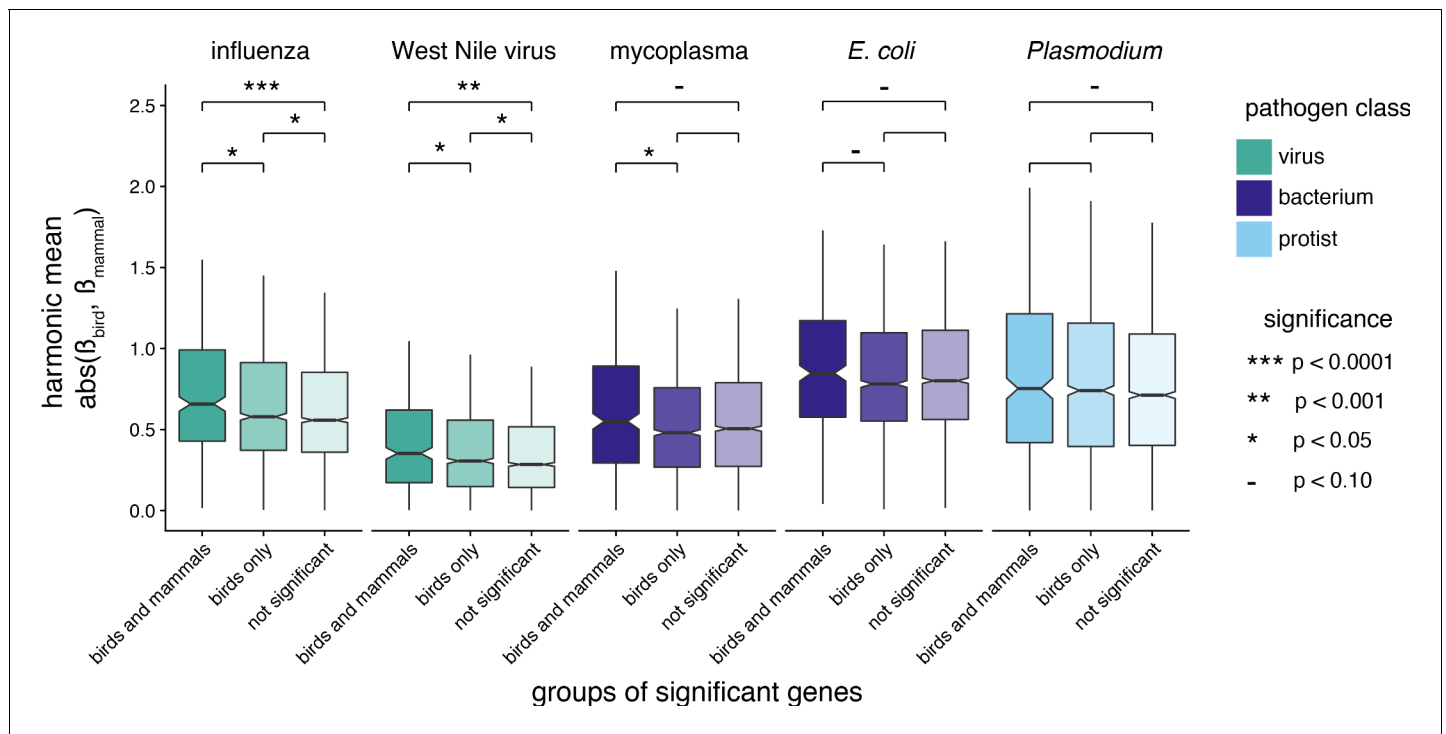 influenza
West Nile virus
mycoplasma
E. coli
Plasmodium
***
**
-
-
-
*
*
*
*
*
-
2.5
2.0
1.5
1.0
0.5
0.0
harmonic mean
abs(ßbird, ßmammal)
birds and mammals
birds only
not significant
birds and mammals
birds only
not significant
birds and mammals
birds only
not significant
birds and mammals
birds only
not significant
birds and mammals
birds only
not significant
groups of significant genes
pathogen class
virus
bacterium
protist
significance
*** p < 0.0001
** p < 0.001
* p < 0.05
- p < 0.10